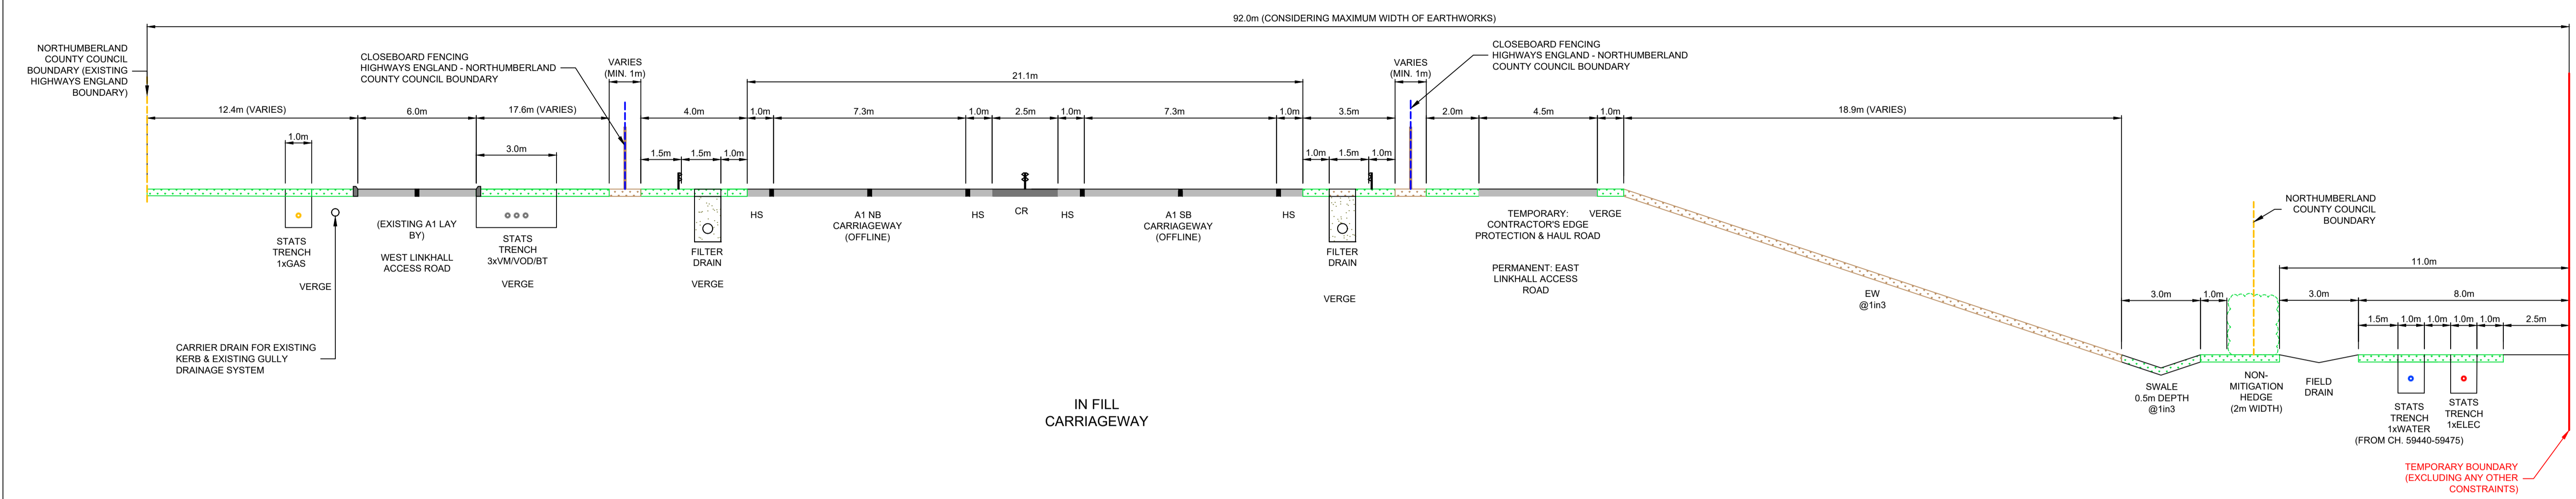 92.0m (CONSIDERING MAXIMUM WIDTH OF EARTHWORKS)
NORTHUMBERLAND
COUNTY COUNCIL
BOUNDARY (EXISTING
HIGHWAYS ENGLAND
BOUNDARY)
CLOSEBOARD FENCING
HIGHWAYS ENGLAND - NORTHUMBERLAND
COUNTY COUNCIL BOUNDARY
VARIES
(MIN. 1m)
21.1m
VARIES
(MIN. 1m)
CLOSEBOARD FENCING
HIGHWAYS ENGLAND - NORTHUMBERLAND
COUNTY COUNCIL BOUNDARY
12.4m (VARIES)
6.0m
17.6m (VARIES)
4.0m
1.0m
7.3m
1.0m
2.5m
1.0m
7.3m
1.0m
3.5m
2.0m
4.5m
1.0m
18.9m (VARIES)
1.0m
3.0m
1.5m
1.5m
1.0m
1.0m
1.5m
1.0m
STATS
TRENCH
1xGAS
VERGE
(EXISTING A1 LAY
BY)
WEST LINKHALL
ACCESS ROAD
STATS
TRENCH
3xVM/VOD/BT
VERGE
FILTER
DRAIN
VERGE
HS
A1 NB
CARRIAGEWAY
(OFFLINE)
HS
CR
HS
A1 SB
CARRIAGEWAY
(OFFLINE)
HS
FILTER
DRAIN
VERGE
TEMPORARY:
CONTRACTOR'S EDGE
PROTECTION & HAUL ROAD
PERMANENT: EAST
LINKHALL ACCESS
ROAD
VERGE
EW
@1in3
NORTHUMBERLAND
COUNTY COUNCIL
BOUNDARY
11.0m
3.0m
1.0m
3.0m
8.0m
1.5m
1.0m
1.0m
1.0m
1.0m
2.5m
SWALE
0.5m DEPTH
@1in3
NON-
MITIGATION
HEDGE
(2m WIDTH)
FIELD
DRAIN
STATS
TRENCH
1xWATER
(FROM CH. 59440-59475)
STATS
TRENCH
1xELEC
CARRIER DRAIN FOR EXISTING
KERB & EXISTING GULLY
DRAINAGE SYSTEM
IN FILL
CARRIAGEWAY
TEMPORARY BOUNDARY
(EXCLUDING ANY OTHER
CONSTRAINTS)